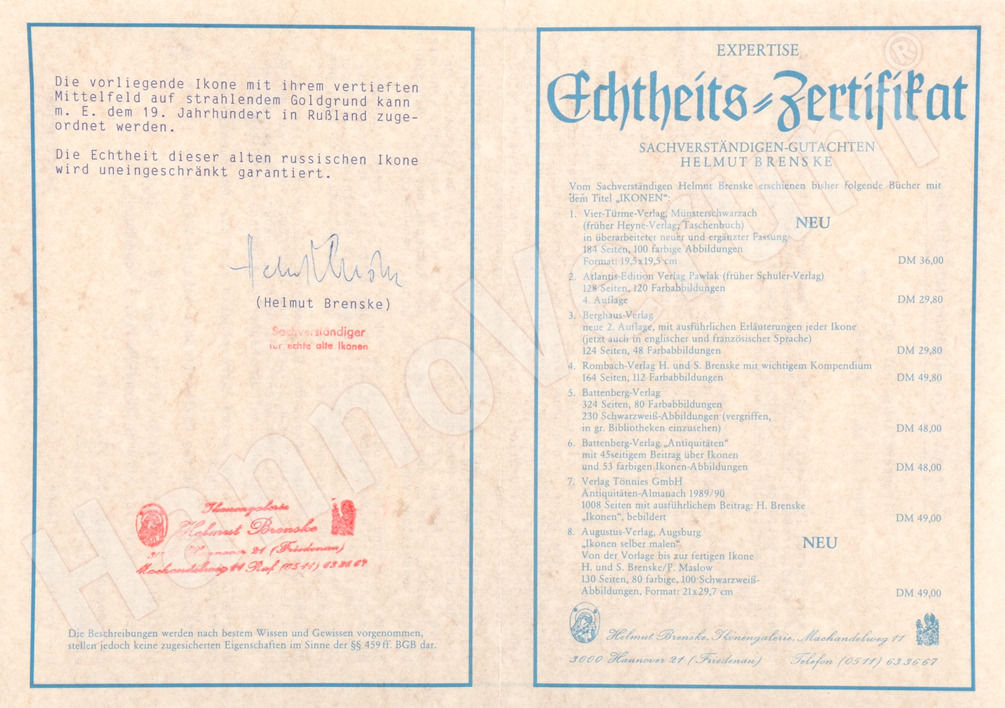 Die vorliegende Ikone mit ihrem vertieften
Mittelfeld auf strahlendem Goldgrund kann
m. E. dem 19. Jahrhundert in Rußland zuge-
ordnet werden.
Die Echtheit dieser alten russischen Ikone
wird uneingeschränkt garantiert.
Helmut Brenske
(Helmut Brenske)
Sachverständiger
für echte alte Ikonen
Ikonengalerie
Helmut Brenske
Hannover 21 (Friedenau)
Machandelweg 11 Ruf (0511) 63 36 67
Die Beschreibungen werden nach bestem Wissen und Gewissen vorgenommen,
stellen jedoch keine zugesicherten Eigenschaften im Sinne der §§ 459 ff. BGB dar.
EXPERTISE
Echtheits-Zertifikat
SACHVERSTÄNDIGEN-GUTACHTEN
HELMUT BRENSKE
Vom Sachverständigen Helmut Brenske erschienen bisher folgende Bücher mit
dem Titel „IKONEN“:
1. Vier-Türme-Verlag, Münsterschwarzach NEU
(früher Heyne-Verlag, Taschenbuch)
in überarbeiteter neuer und ergänzter Fassung
184 Seiten, 100 farbige Abbildungen
Format: 19,5x19,5 cm DM 36,00
2. Atlantis-Edition Verlag Pawlak (früher Schuler-Verlag)
128 Seiten, 120 Farbabbildungen
4. Auflage DM 29,80
3. Berghaus-Verlag
neue 2. Auflage, mit ausführlichen Erläuterungen jeder Ikone
(jetzt auch in englischer und französischer Sprache)
124 Seiten, 48 Farbabbildungen DM 29,80
4. Rombach-Verlag H. und S. Brenske mit wichtigem Kompendium
164 Seiten, 112 Farbabbildungen DM 49,80
5. Battenberg-Verlag
324 Seiten, 80 Farbabbildungen
230 Schwarzweiß-Abbildungen (vergriffen,
in gr. Bibliotheken einzusehen) DM 48,00
6. Battenberg-Verlag „Antiquitäten“
mit 45seitigem Beitrag über Ikonen
und 53 farbigen Ikonen-Abbildungen DM 48,00
7. Verlag Tönnies GmbH
Antiquitäten-Almanach 1989/90
1008 Seiten mit ausführlichem Beitrag: H. Brenske
„Ikonen“, bebildert DM 49,00
8. Augustus-Verlag, Augsburg
„Ikonen selber malen“ NEU
Von der Vorlage bis zur fertigen Ikone
H. und S. Brenske/P. Maslow
130 Seiten, 80 farbige, 100 Schwarzweiß-
Abbildungen, Format: 21x29,7 cm DM 49,00
Helmut Brenske, Ikonengalerie, Machandelweg 11
3000 Hannover 21 (Friedenau) Telefon (0511) 633667
HannoVerum®